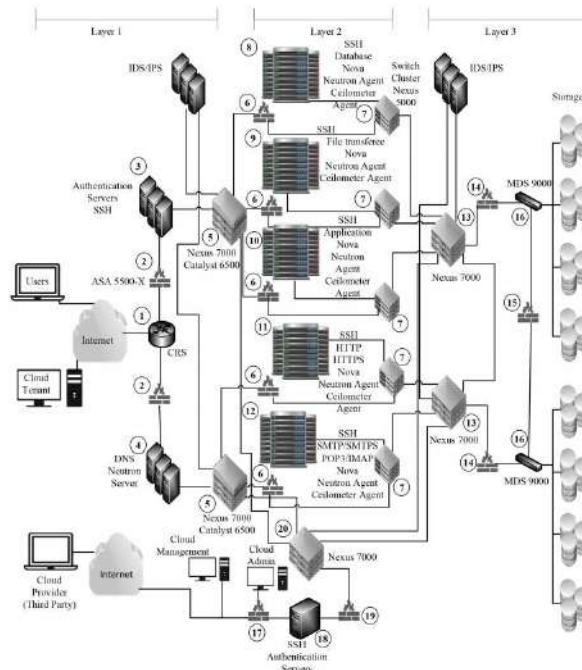 Layer 1
Layer 2
Layer 3
IDS/IPS
8
SSH
Database
Nova
Neutron Agent
Ceilometer
Agent
Switch
Cluster
Nexus
5000
IDS/IPS
Storage
6
7
9
SSH
File transferee
Nova
Neutron Agent
Ceilometer Agent
3
Authentication
Servers
SSH
6
7
14
MDS 9000
16
13
5
Nexus 7000
Catalyst 6500
10
SSH
Application
Nova
Neutron
Agent
Ceilometer
Agent
Nexus 7000
2
ASA 5500-X
6
7
15
Users
Internet
1
CRS
Cloud
Tenant
11
SSH
HTTP
HTTPS
Nova
Neutron Agent
Ceilometer
Agent
7
2
6
12
SSH
SMTP/SMTPS
POP3/IMAP
Nova
Neutron Agent
Ceilometer Agent
13
Nexus 7000
14
16
MDS 9000
4
DNS
Neutron
Server
5
Nexus 7000
Catalyst 6500
6
7
20
Nexus 7000
Cloud
Management
Cloud
Admin
Internet
Cloud
Provider
(Third Party)
17
18
19
SSH
Authentication